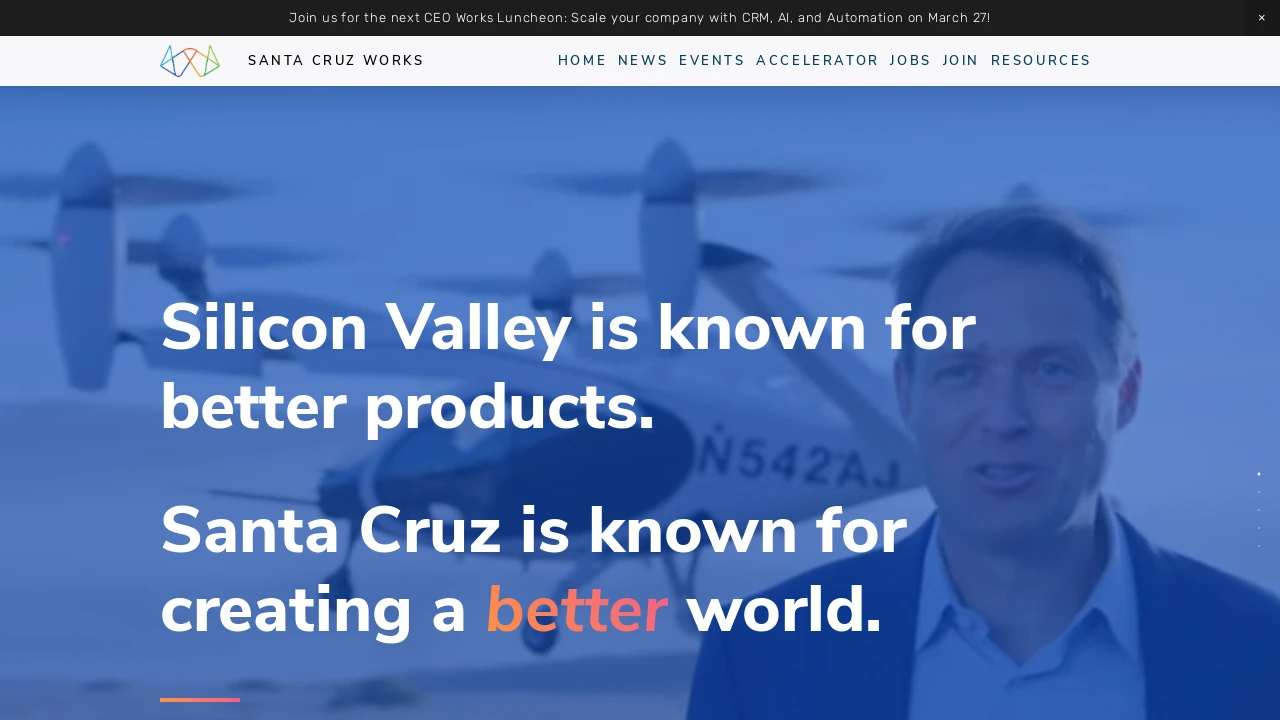 Join us for the next CEO Works Luncheon: Scale your company with CRM, AI, and Automation on March 27!
×
SANTA CRUZ WORKS
HOME NEWS EVENTS ACCELERATOR JOBS JOIN RESOURCES
Silicon Valley is known for
better products.
N542AJ
Santa Cruz is known for
creating a better world.